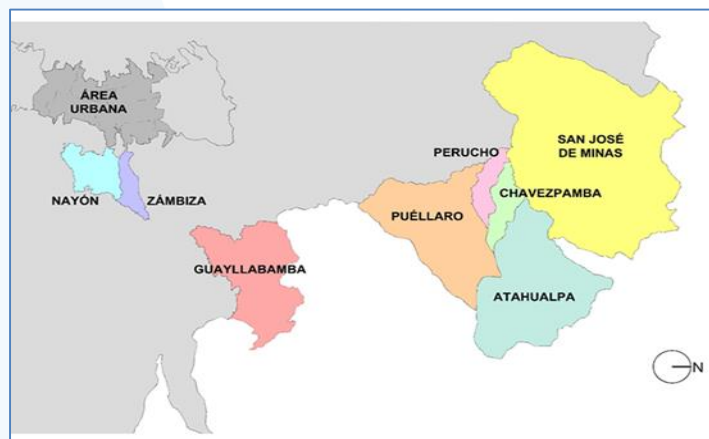 ÁREA
URBANA
NAYÓN
ZÁMBIZA
GUAYLLABAMBA
PERUCHO
SAN JOSÉ
DE MINAS
CHAVEZPAMBA
PUÉLLARO
ATAHUALPA
N